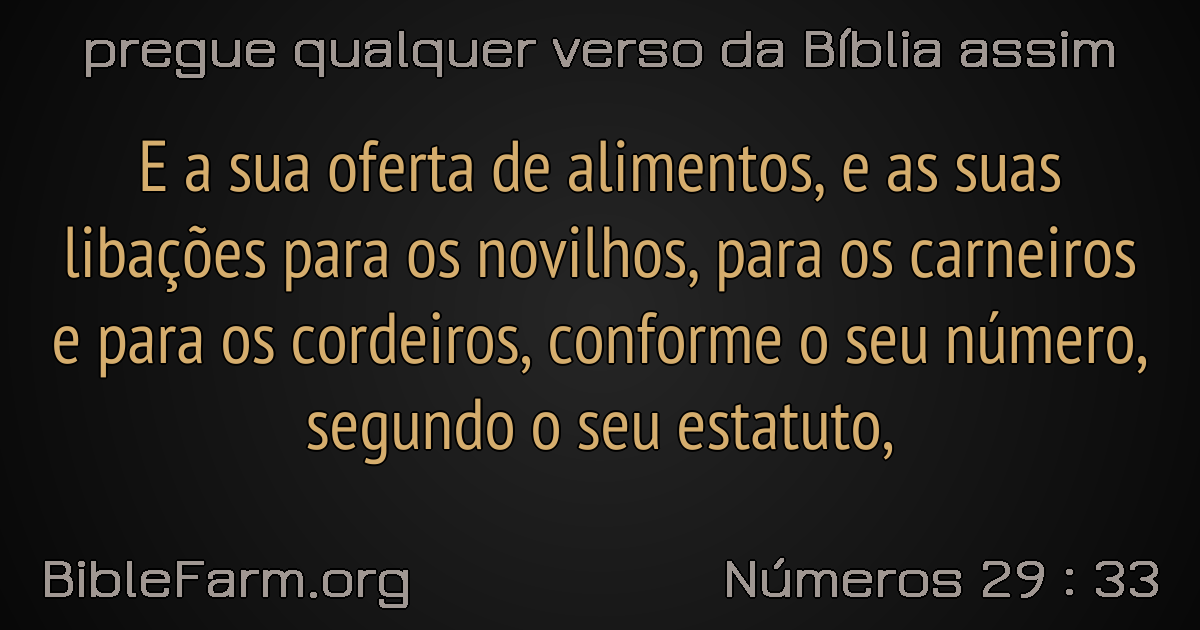 pregue qualquer verso da Bíblia assim
E a sua oferta de alimentos, e as suas
libações para os novilhos, para os carneiros
e para os cordeiros, conforme o seu número,
segundo o seu estatuto,
BibleFarm.org
Números 29 : 33